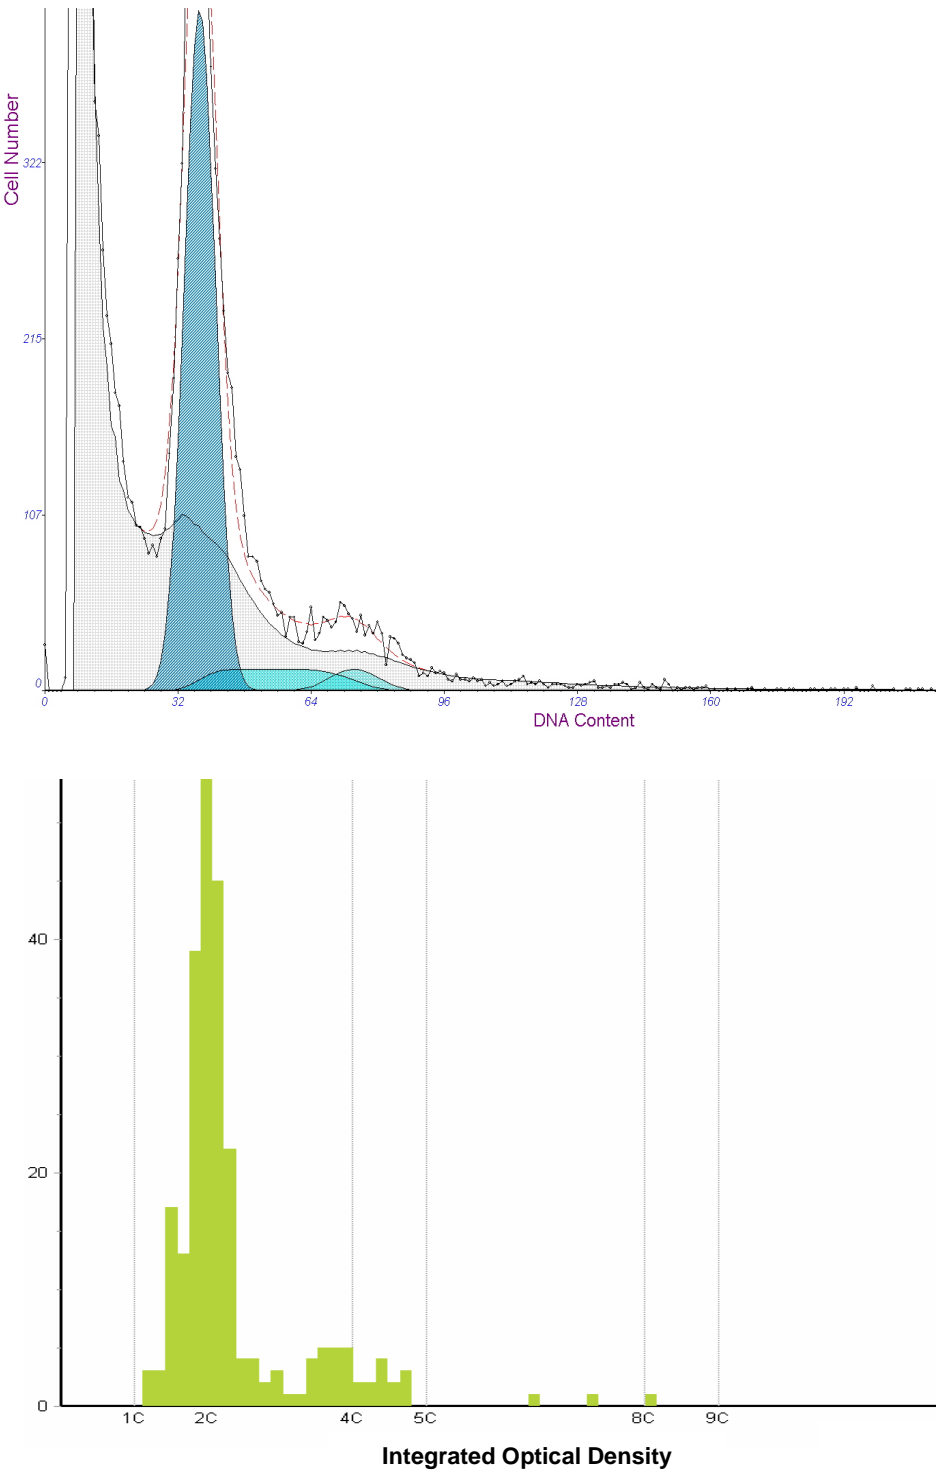 Cell Number
322
215
107
0
0 32 64 96 128 160 192
DNA Content
40
20
0
1C 2C 4C 5C 8C 9C
Integrated Optical Density